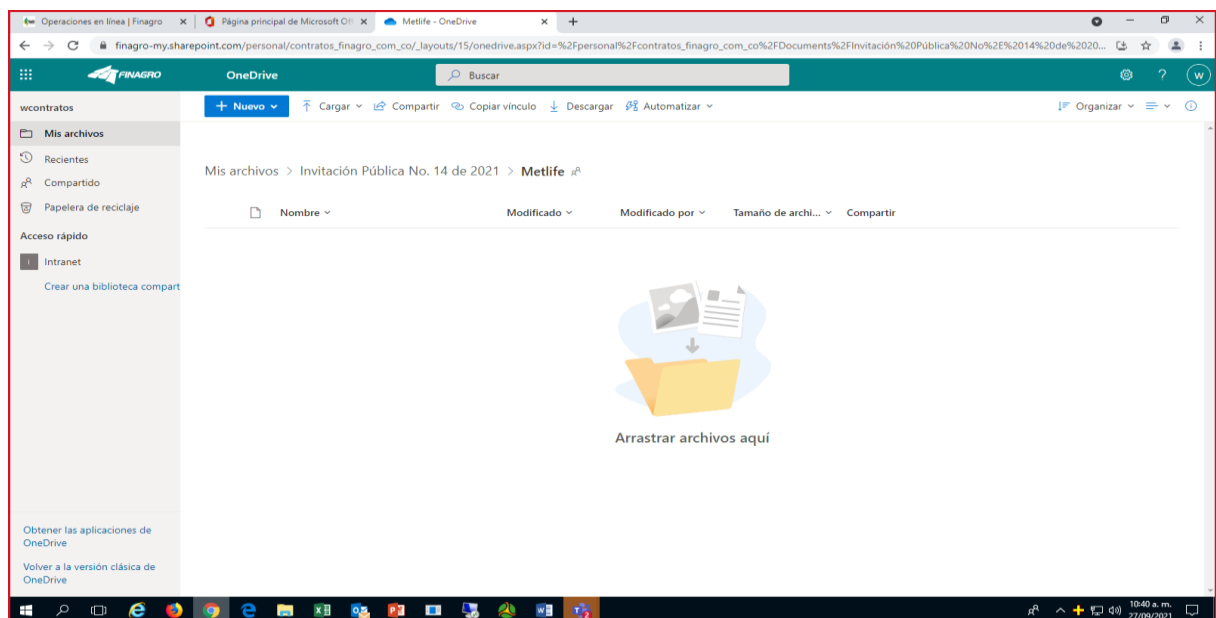 Operaciones en línea | Finagro
Página principal de Microsoft Of
Metlife - OneDrive
finagro-my.sharepoint.com/personal/contratos_finagro_com_co/_layouts/15/onedrive.aspx?id=%2Fpersonal%2Fcontratos_finagro_com_co%2FDocuments%2FInvitación%20Pública%20No%2E%2014%20de%2020...
FINAGRO OneDrive Buscar ? W
wcontratos
+ Nuevo Cargar Compartir Copiar vínculo Descargar Automatizar Organizar
Mis archivos
Recientes
Compartido
Papelera de reciclaje
Acceso rápido
I Intranet
Crear una biblioteca compart
Mis archivos > Invitación Pública No. 14 de 2021 > Metlife
Nombre Modificado Modificado por Tamaño de archi... Compartir
Arrastrar archivos aquí
Obtener las aplicaciones de
OneDrive
Volver a la versión clásica de
OneDrive
10:40 a. m.
27/09/2021